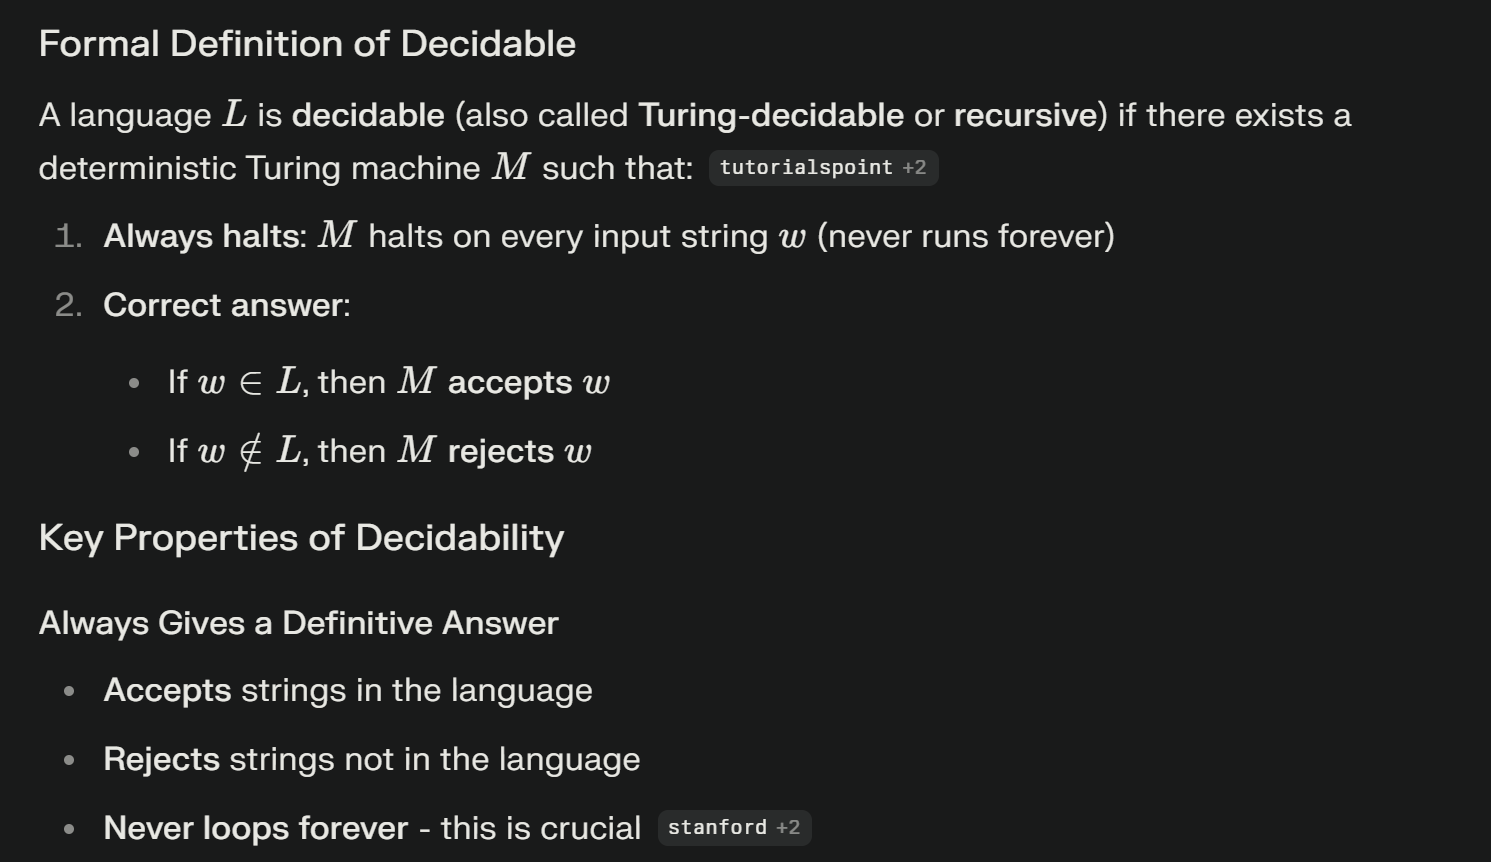 Formal Definition of Decidable
A language L is decidable (also called Turing-decidable or recursive) if there exists a
deterministic Turing machine M such that: tutorialspoint +2
1. Always halts: M halts on every input string w (never runs forever)
2. Correct answer:
• If w ∈ L, then M accepts w
• If w ∉ L, then M rejects w
Key Properties of Decidability
Always Gives a Definitive Answer
• Accepts strings in the language
• Rejects strings not in the language
• Never loops forever - this is crucial stanford +2